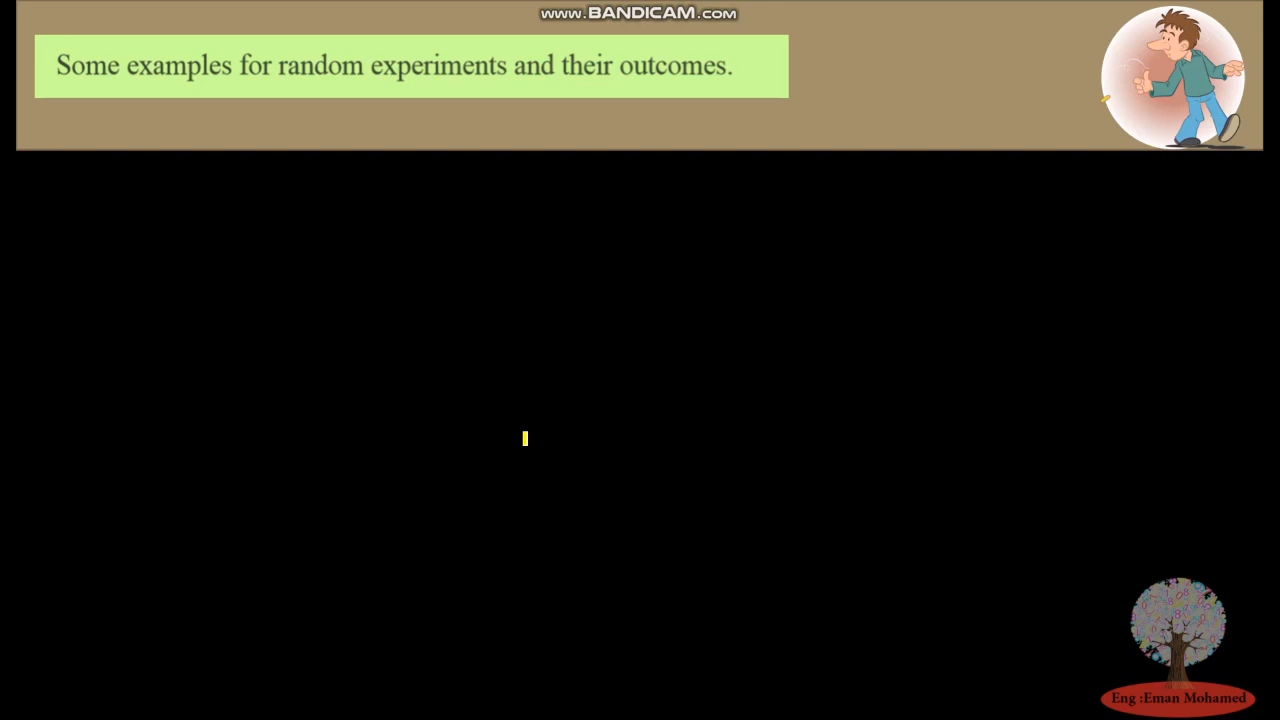 www.BANDICAM.com
Some examples for random experiments and their outcomes.
Eng :Eman Mohamed